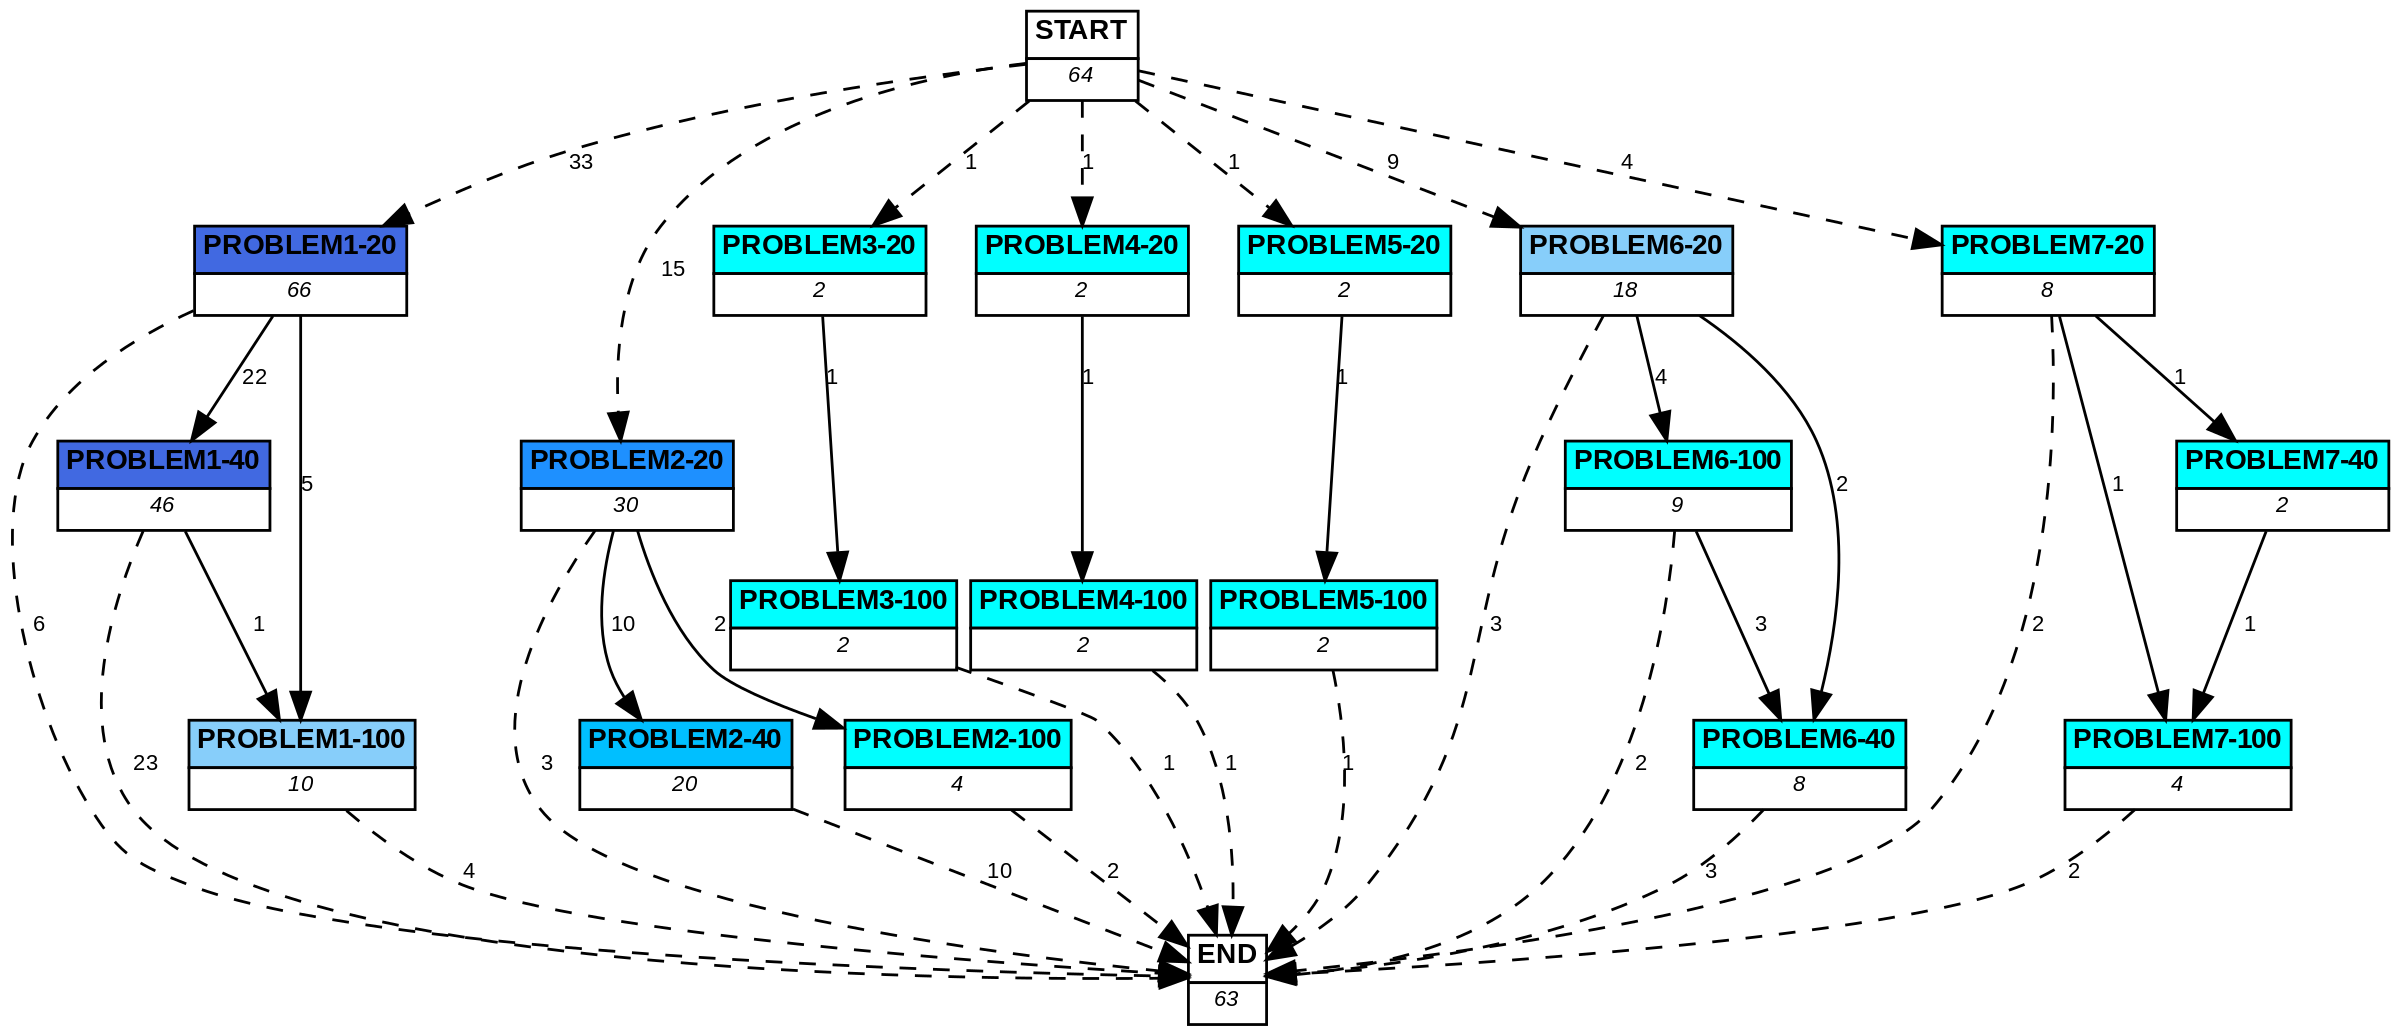 START
64
33
1
1
1
9
4
PROBLEM1-20
66
PROBLEM3-20
2
PROBLEM4-20
2
PROBLEM5-20
2
PROBLEM6-20
18
PROBLEM7-20
8
15
22
1
1
1
4
1
PROBLEM1-40
46
PROBLEM2-20
30
PROBLEM6-100
9
PROBLEM7-40
2
5
2
1
PROBLEM3-100
2
PROBLEM4-100
2
PROBLEM5-100
2
6
1
10
2
3
3
2
1
PROBLEM1-100
10
PROBLEM2-40
20
PROBLEM2-100
4
PROBLEM6-40
8
PROBLEM7-100
4
23
3
1
1
1
2
4
10
2
3
2
END
63